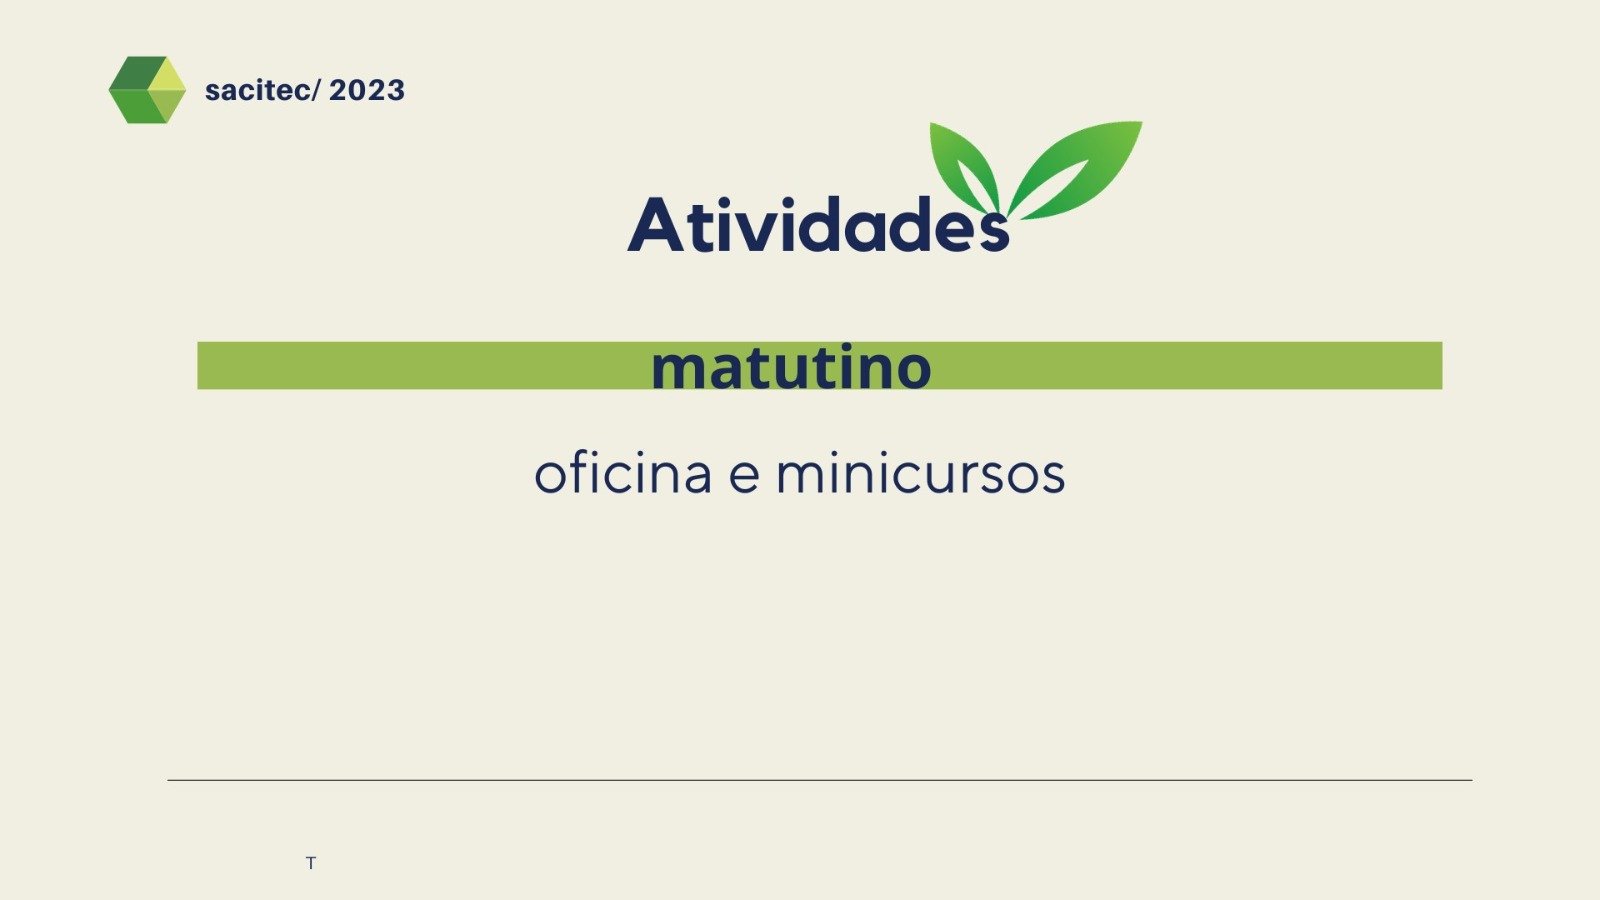 sacitec/ 2023
Atividades
matutino
oficina e minicursos
T